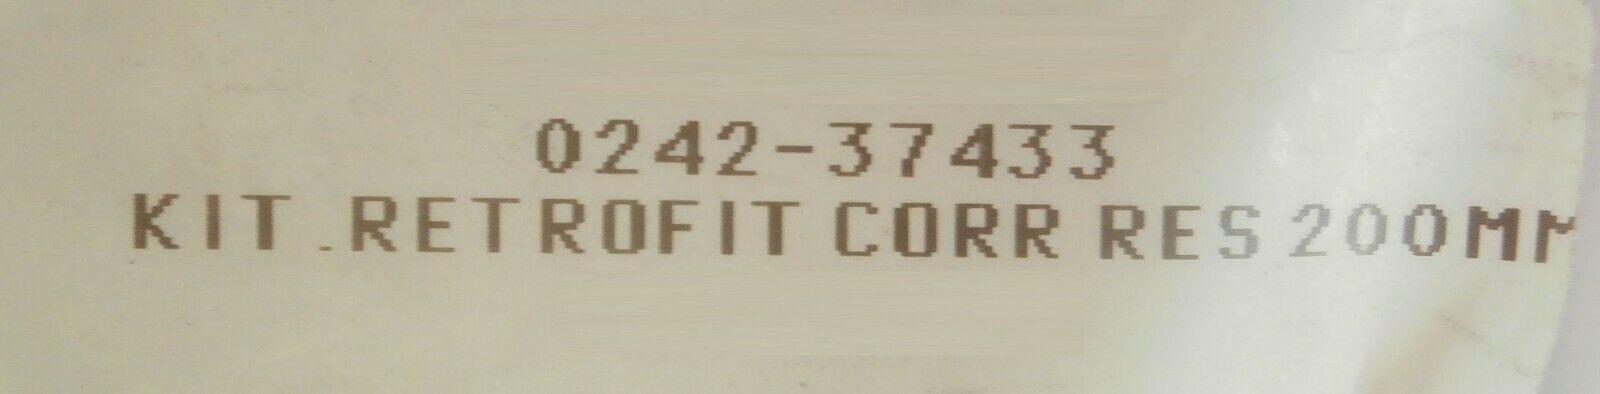 0242-37433
KIT.RETROFIT CORR RES 200MM